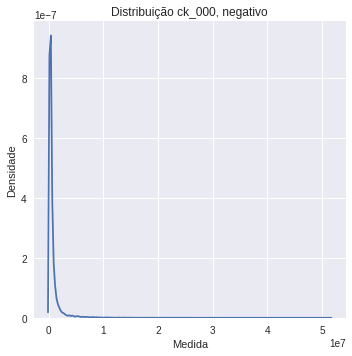 Distribuição ck_000, negativo
1e−7
8
6
4
2
0
Densidade
0 1 2 3 4 5
1e7
Medida